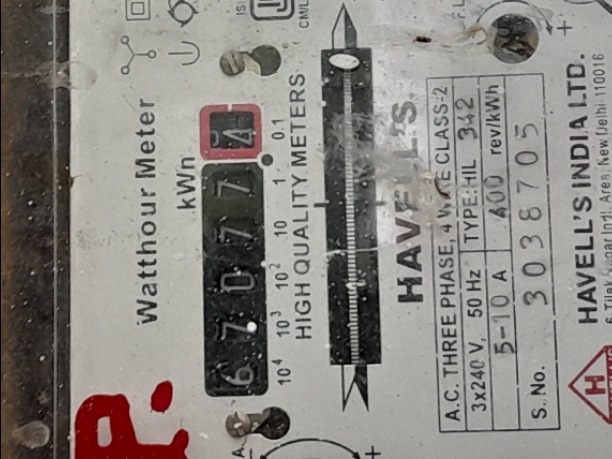 Watthour Meter
kWh
6 7 0 7 7 4
10⁴ 10³ 10² 10 1 0.1
HIGH QUALITY METERS
HAVELL'S
A.C. THREE PHASE, 4 WIRE CLASS:2
3x240 V, 50 Hz TYPE: HIL 342
5-10 A 400 rev/kWh
S. No. 3038705
HAVELL'S INDIA LTD.
Area, New Delhi-110016
H